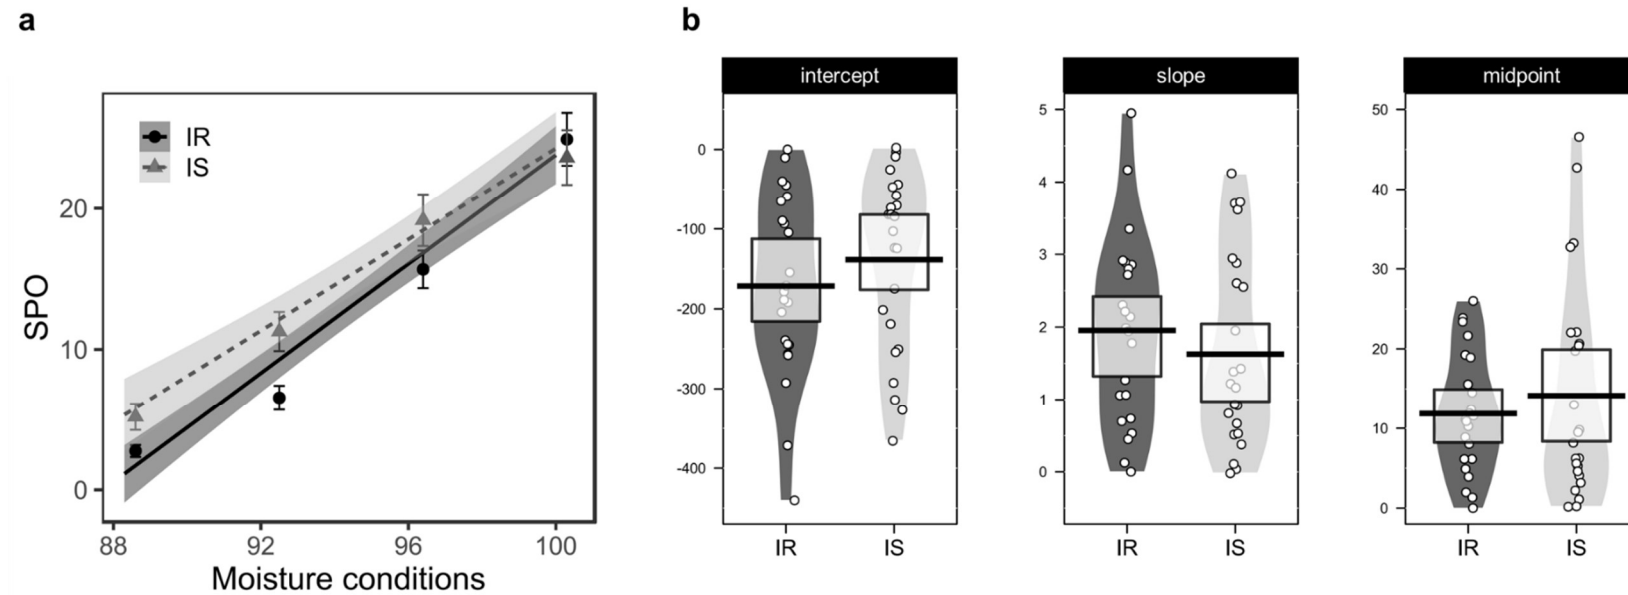 a
IR
IS
SPO
20
10
0
88 92 96 100
Moisture conditions
b
intercept
0
-100
-200
-300
-400
IR IS
slope
5
4
3
2
1
0
IR IS
midpoint
50
40
30
20
10
0
IR IS